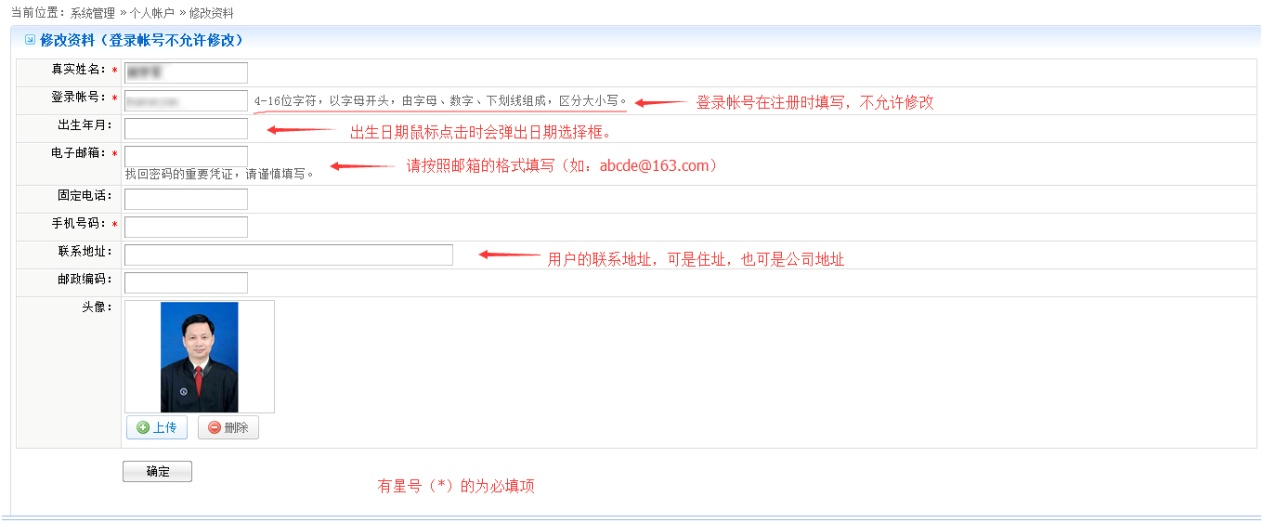 当前位置：系统管理 » 个人帐户 » 修改资料
修改资料（登录帐号不允许修改）
真实姓名：*
登录帐号：* 4-16位字符，以字母开头，由字母、数字、下划线组成，区分大小写。 登录帐号在注册时填写，不允许修改
出生年月： 出生日期鼠标点击时会弹出日期选择框。
电子邮箱：*
找回密码的重要凭证，请谨慎填写。 请按照邮箱的格式填写（如：abcde@163.com）
固定电话：
手机号码：*
联系地址： 用户的联系地址，可是住址，也可是公司地址
邮政编码：
头像：
上传 删除
确定
有星号（*）的为必填项